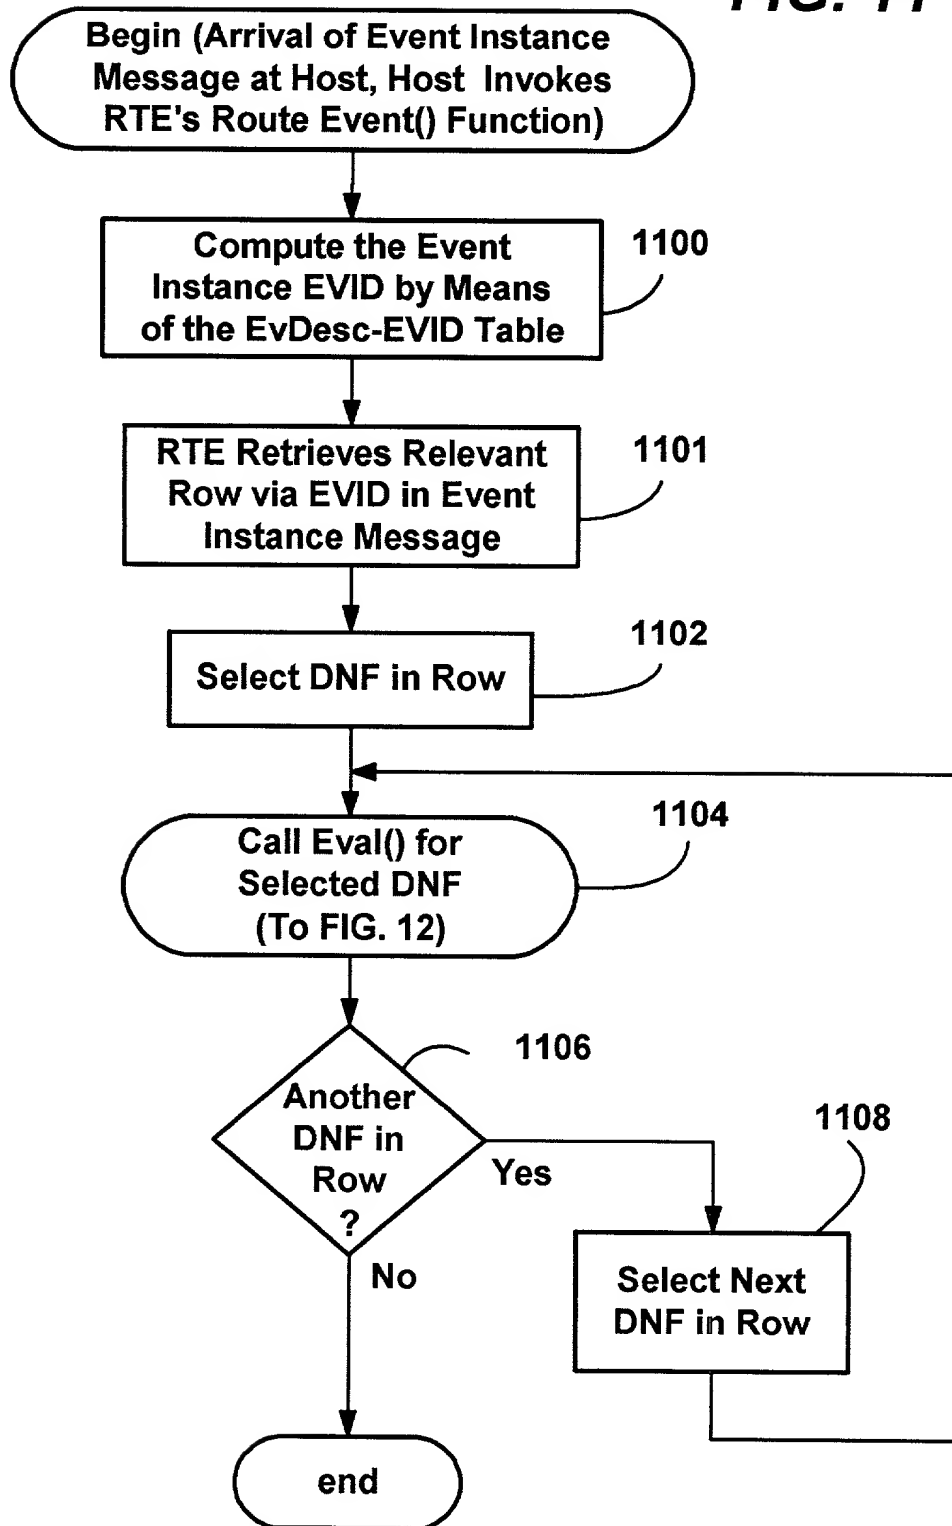 FIG. 11
Begin (Arrival of Event Instance
Message at Host, Host Invokes
RTE's Route Event() Function)
Compute the Event
Instance EVID by Means
of the EvDesc-EVID Table
1100
RTE Retrieves Relevant
Row via EVID in Event
Instance Message
1101
Select DNF in Row
1102
Call Eval() for
Selected DNF
(To FIG. 12)
1104
Another
DNF in
Row
?
1106
Yes
No
1108
Select Next
DNF in Row
end